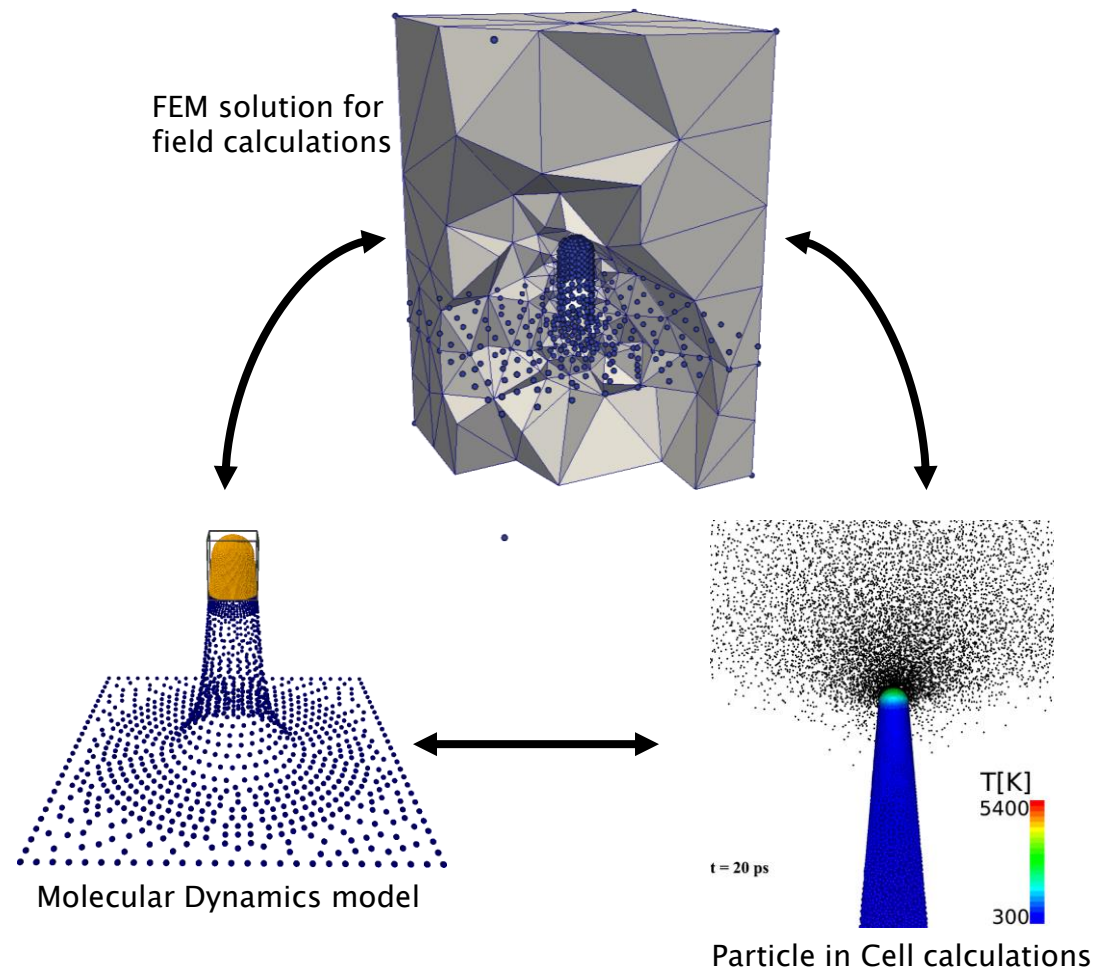 FEM solution for
field calculations
Molecular Dynamics model
T[K]
5400
300
t = 20 ps
Particle in Cell calculations